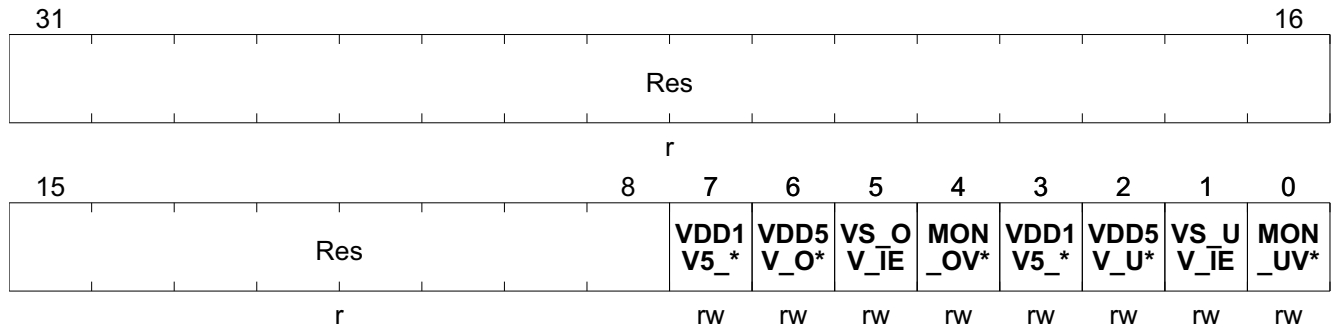 31 16
Res
r
15 8 7 6 5 4 3 2 1 0
Res VDD1 VDD5 VS_O MON VDD1 VDD5 VS_U MON
V5_* V_O* V_IE _OV* V5_* V_U* V_IE _UV*
r rw rw rw rw rw rw rw rw